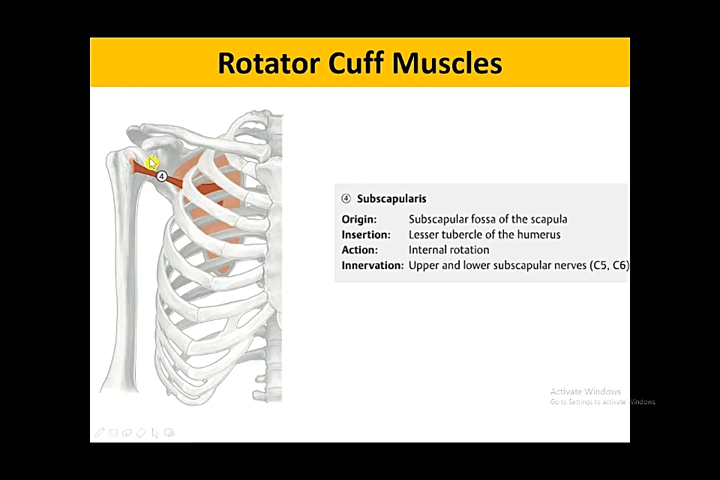 Rotator Cuff Muscles
④
④ Subscapularis
Origin: Subscapular fossa of the scapula
Insertion: Lesser tubercle of the humerus
Action: Internal rotation
Innervation: Upper and lower subscapular nerves (C5, C6)
Activate Windows
Go to Settings to activate Windows.